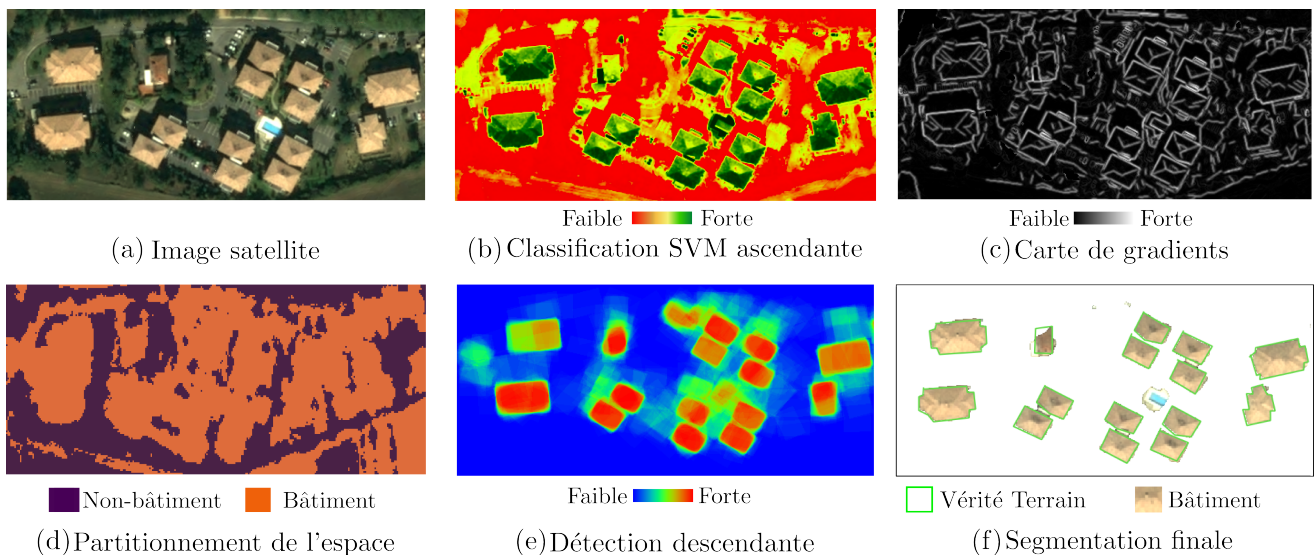 Faible Forte
Faible Forte
(a) Image satellite
(b) Classification SVM ascendante
(c) Carte de gradients
Non-bâtiment Bâtiment
Faible Forte
Vérité Terrain Bâtiment
(d) Partitionnement de l'espace
(e) Détection descendante
(f) Segmentation finale